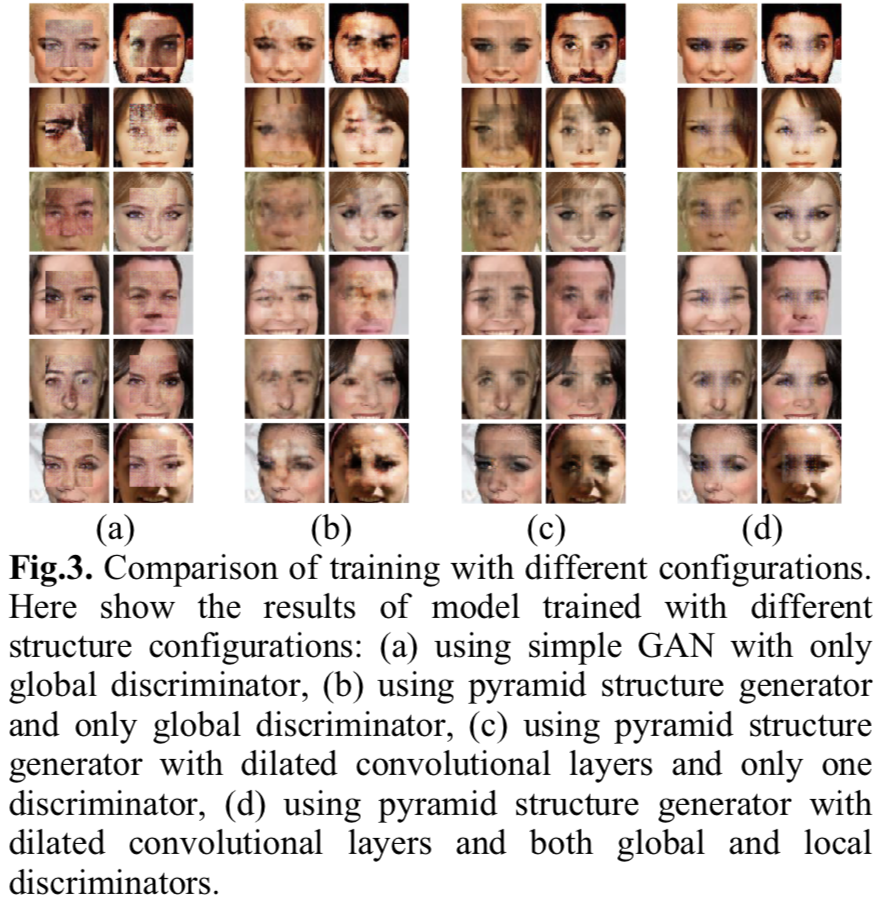 (a) (b) (c) (d)
Fig.3. Comparison of training with different configurations.
Here show the results of model trained with different
structure configurations: (a) using simple GAN with only
global discriminator, (b) using pyramid structure generator
and only global discriminator, (c) using pyramid structure
generator with dilated convolutional layers and only one
discriminator, (d) using pyramid structure generator with
dilated convolutional layers and both global and local
discriminators.